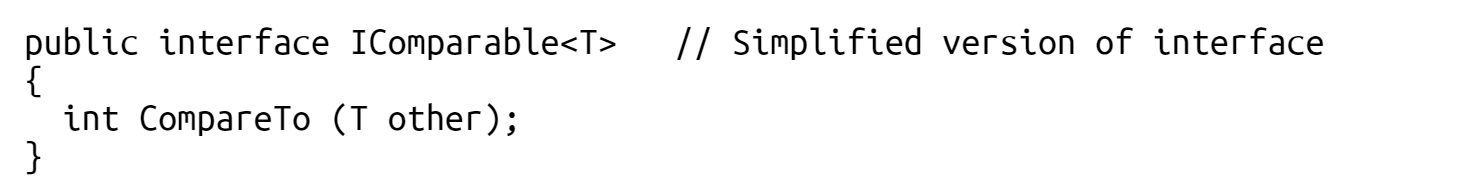 public interface IComparable<T>   // Simplified version of interface
{
  int CompareTo (T other);
}